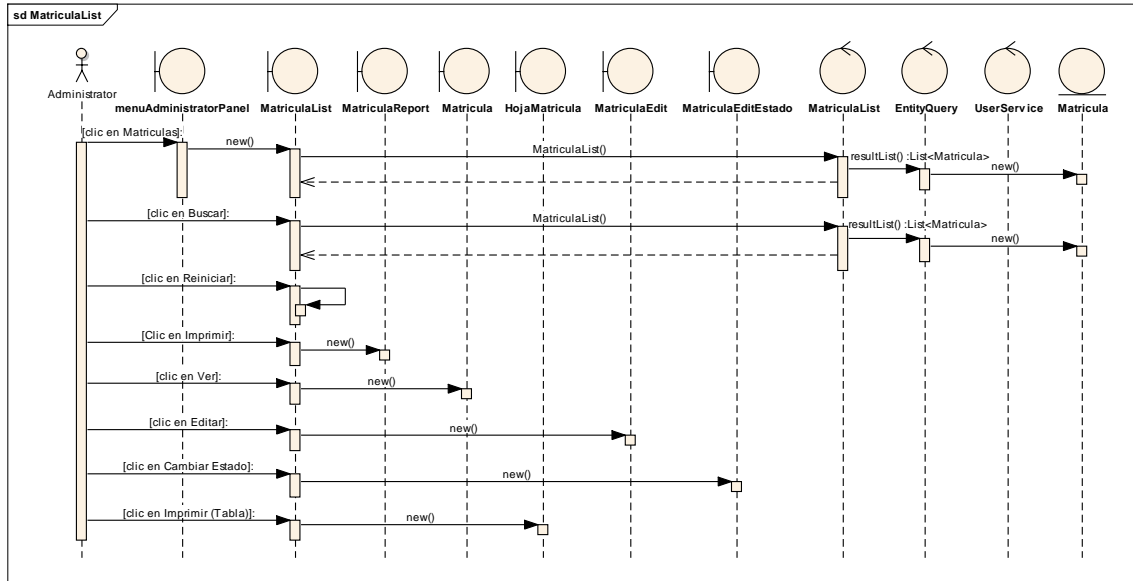 sd MatriculaList
Administrator
menuAdministratorPanel
MatriculaList
MatriculaReport
Matricula
HojaMatricula
MatriculaEdit
MatriculaEditEstado
MatriculaList
EntityQuery
UserService
Matricula
[clic en Matriculas]:
new()
MatriculaList()
resultList() :List<Matricula>
new()
[clic en Buscar]:
MatriculaList()
resultList() :List<Matricula>
new()
[clic en Reiniciar]:
[Clic en Imprimir]:
new()
[clic en Ver]:
new()
[clic en Editar]:
new()
[clic en Cambiar Estado]:
new()
[clic en Imprimir (Tabla)]:
new()